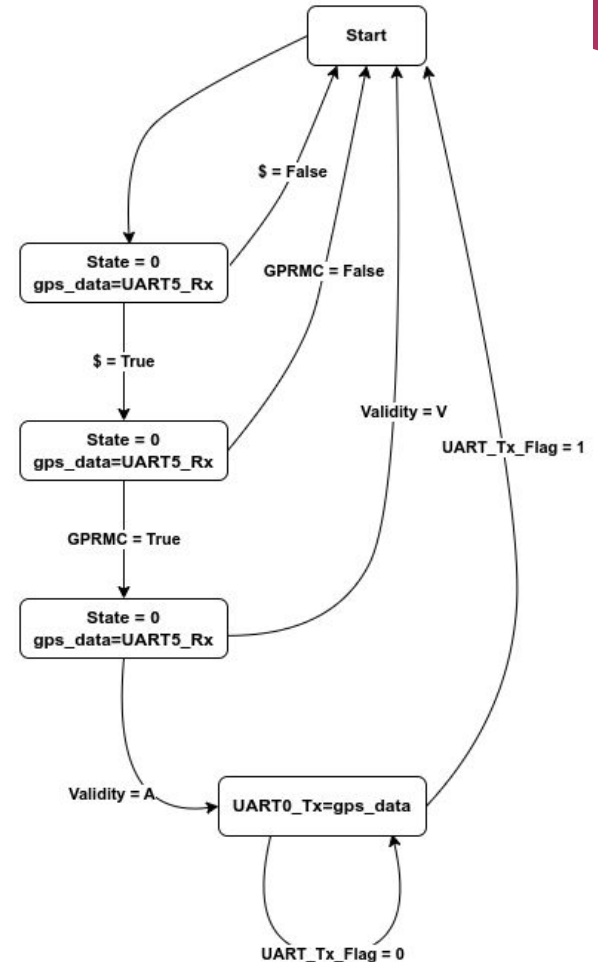 Start
$ = False
State = 0
gps_data=UART5_Rx
GPRMC = False
$ = True
Validity = V
State = 0
gps_data=UART5_Rx
UART_Tx_Flag = 1
GPRMC = True
State = 0
gps_data=UART5_Rx
Validity = A
UART0_Tx=gps_data
UART_Tx_Flag = 0